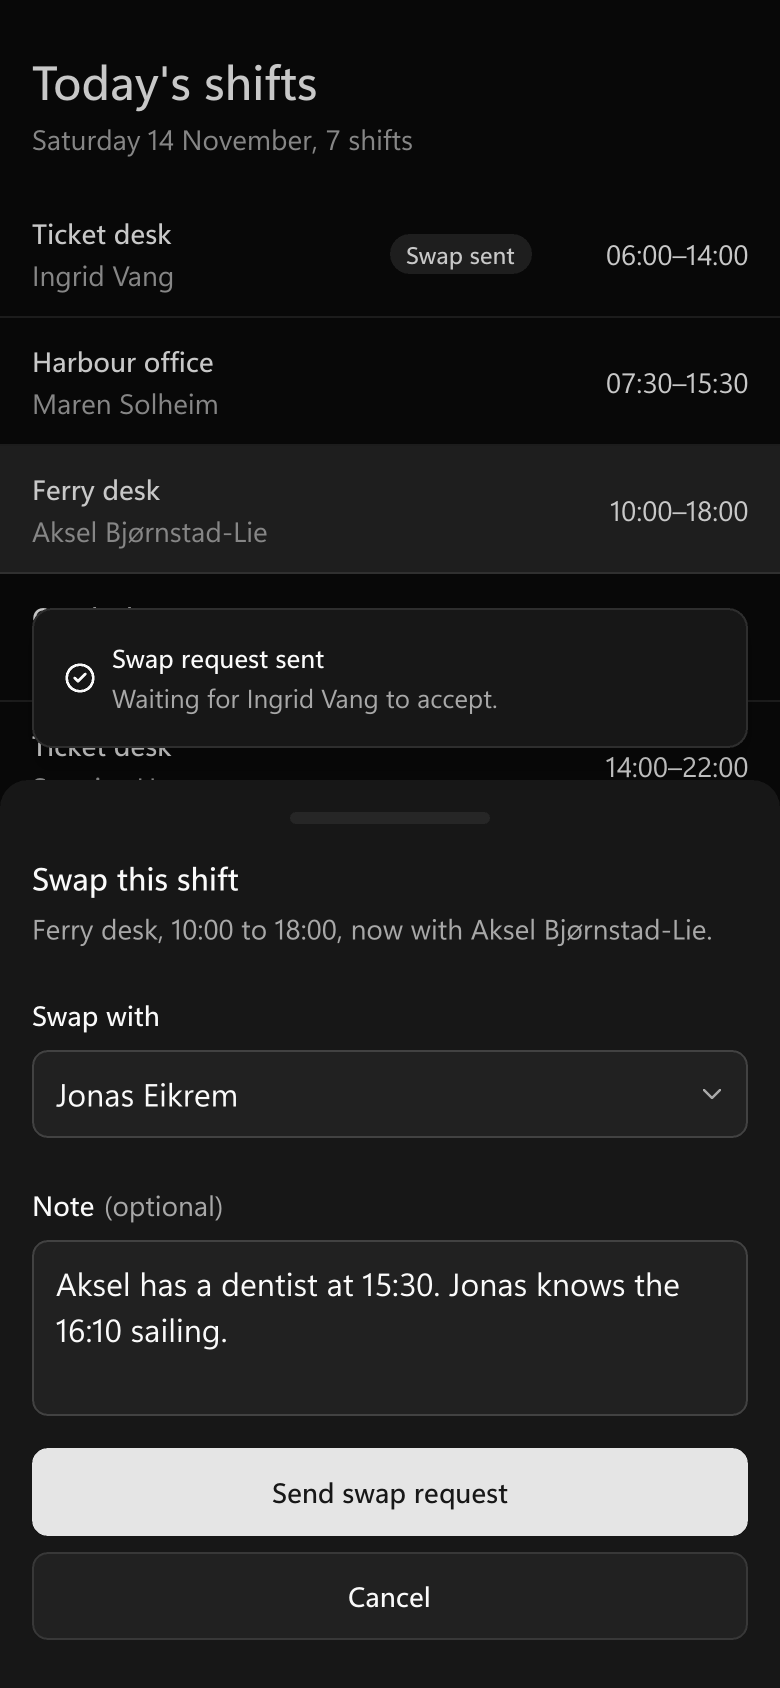 Today's shifts
Saturday 14 November, 7 shifts
Ticket desk
Ingrid Vang
Swap sent
06:00–14:00
Harbour office
Maren Solheim
07:30–15:30
Ferry desk
Aksel Bjørnstad-Lie
10:00–18:00
Swap request sent
Waiting for Ingrid Vang to accept.
Ticket desk
14:00–22:00
Swap this shift
Ferry desk, 10:00 to 18:00, now with Aksel Bjørnstad-Lie.
Swap with
Jonas Eikrem
Note (optional)
Aksel has a dentist at 15:30. Jonas knows the
16:10 sailing.
Send swap request
Cancel